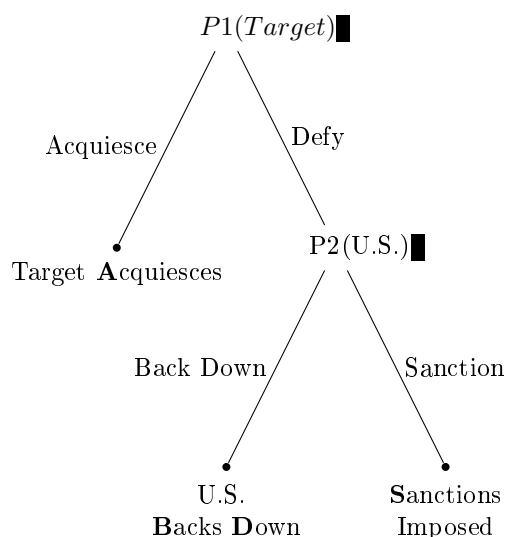 P1(Target)
Acquiesce
Defy
Target Acquiesces
P2(U.S.)
Back Down
Sanction
U.S.
Backs Down
Sanctions
Imposed